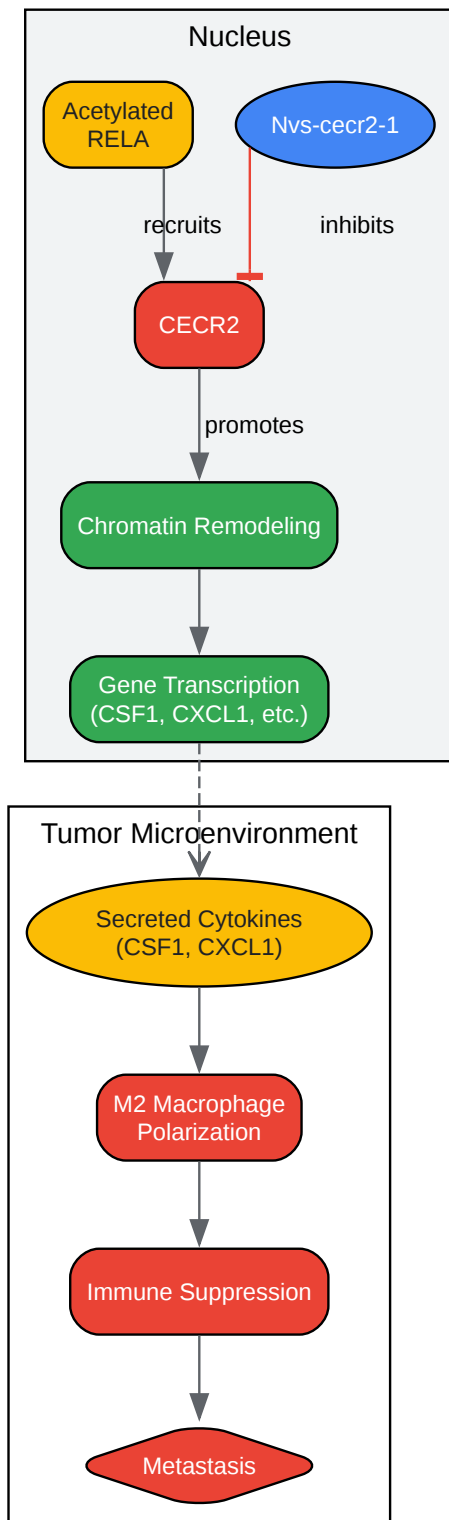 Nucleus
Acetylated
RELA
Nvs-cecr2-1
recruits
inhibits
CECR2
promotes
Chromatin Remodeling
Gene Transcription
(CSF1, CXCL1, etc.)
Tumor Microenvironment
Secreted Cytokines
(CSF1, CXCL1)
M2 Macrophage
Polarization
Immune Suppression
Metastasis